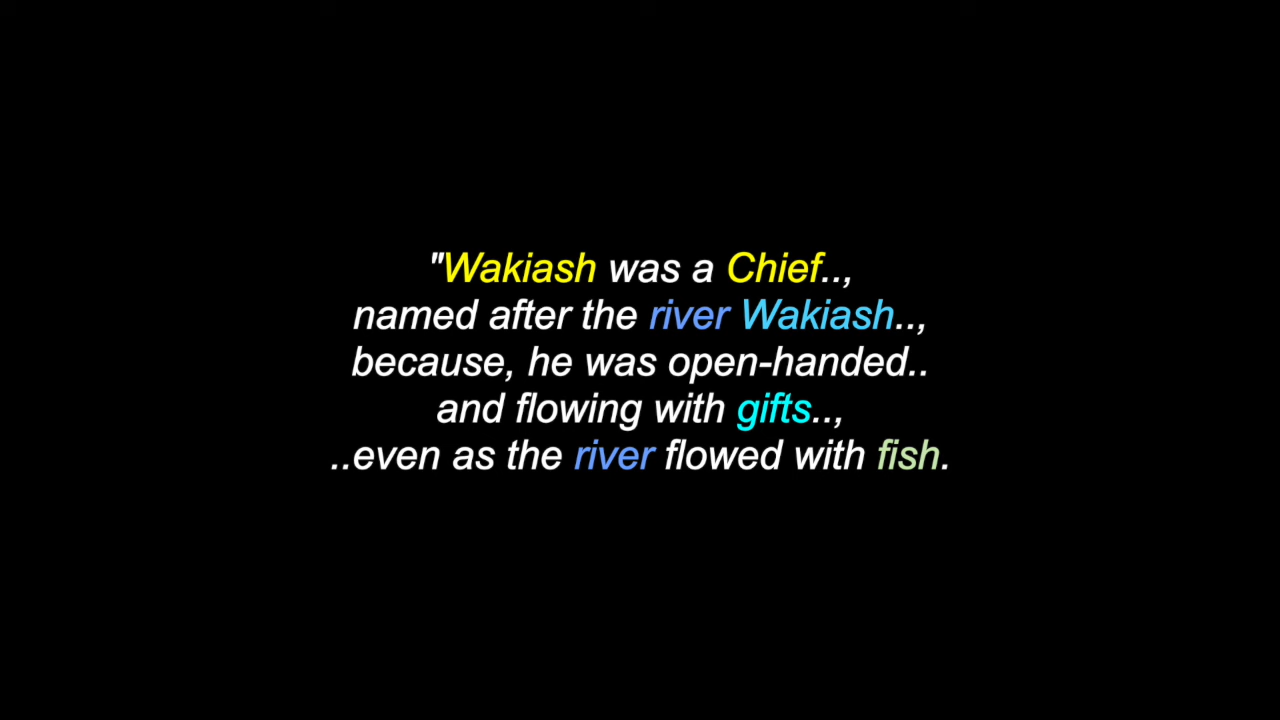 "Wakiash was a Chief..,
named after the river Wakiash..,
because, he was open-handed..
and flowing with gifts..,
..even as the river flowed with fish.